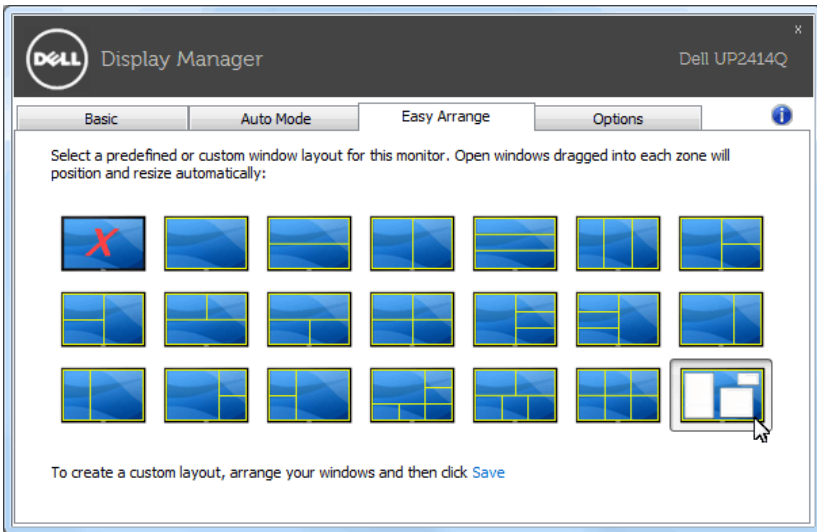 x
DELL Display Manager Dell UP2414Q
Basic Auto Mode Easy Arrange Options i
Select a predefined or custom window layout for this monitor. Open windows dragged into each zone will
position and resize automatically:
X
To create a custom layout, arrange your windows and then click Save